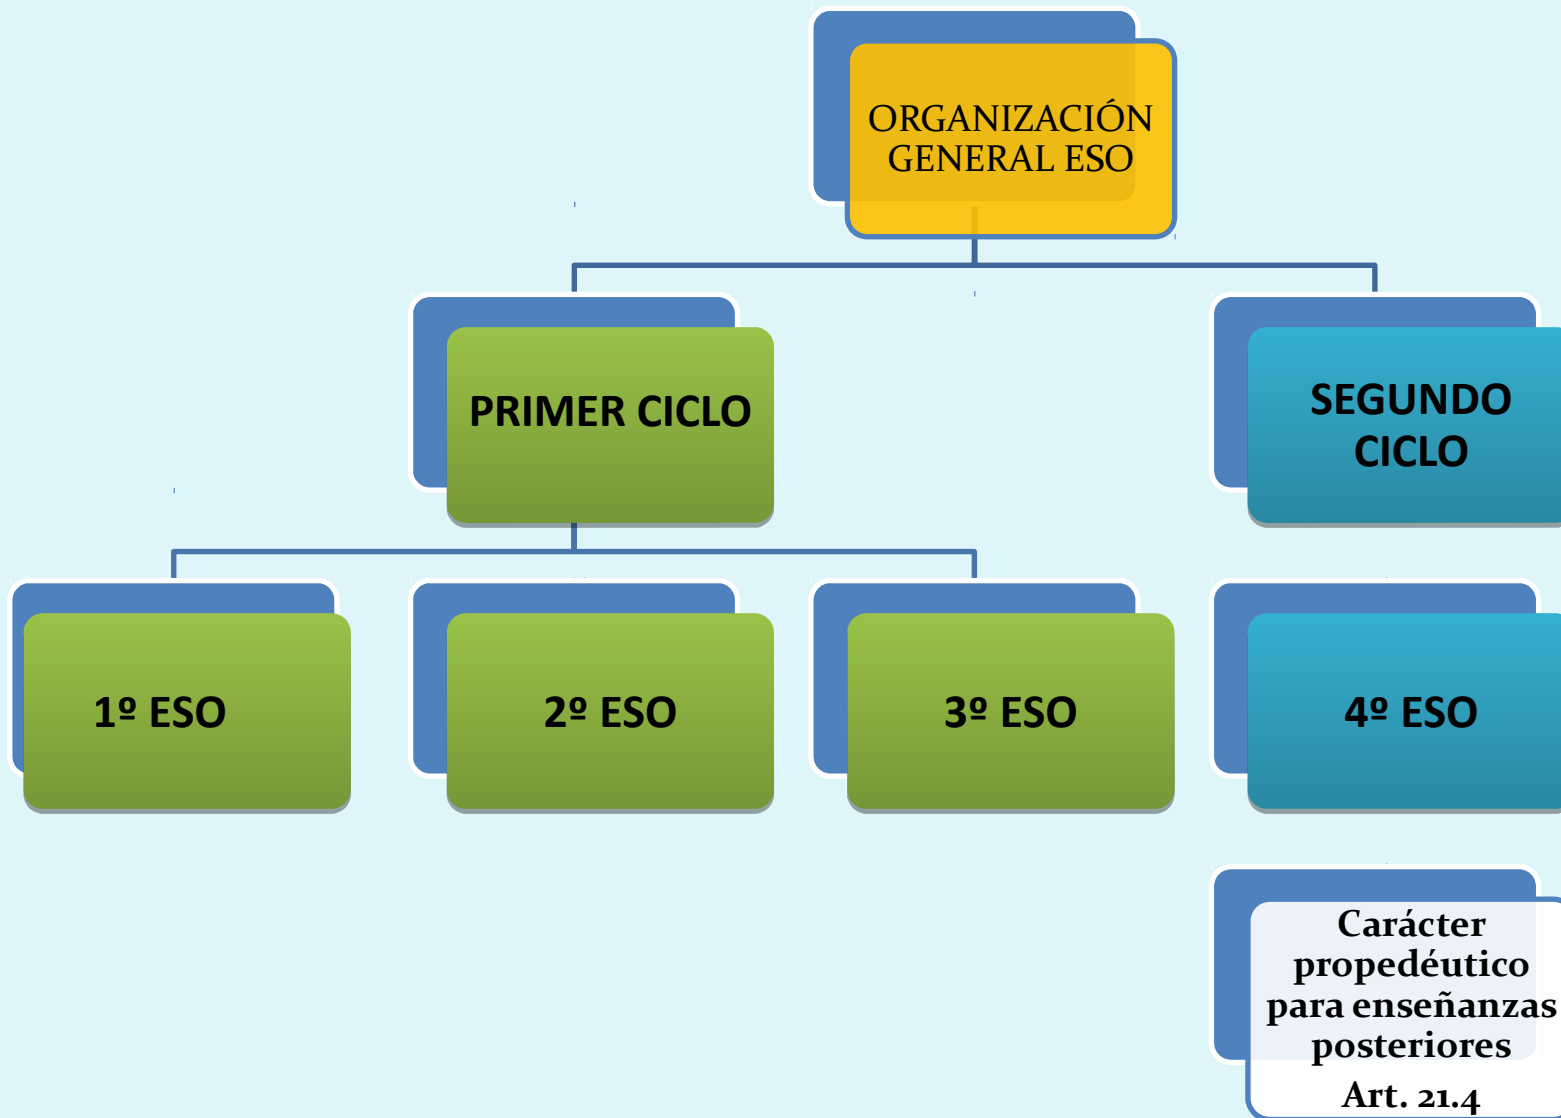 ORGANIZACIÓN
GENERAL ESO
PRIMER CICLO
SEGUNDO
CICLO
1º ESO
2º ESO
3º ESO
4º ESO
Carácter
propedéutico
para enseñanzas
posteriores
Art. 21.4